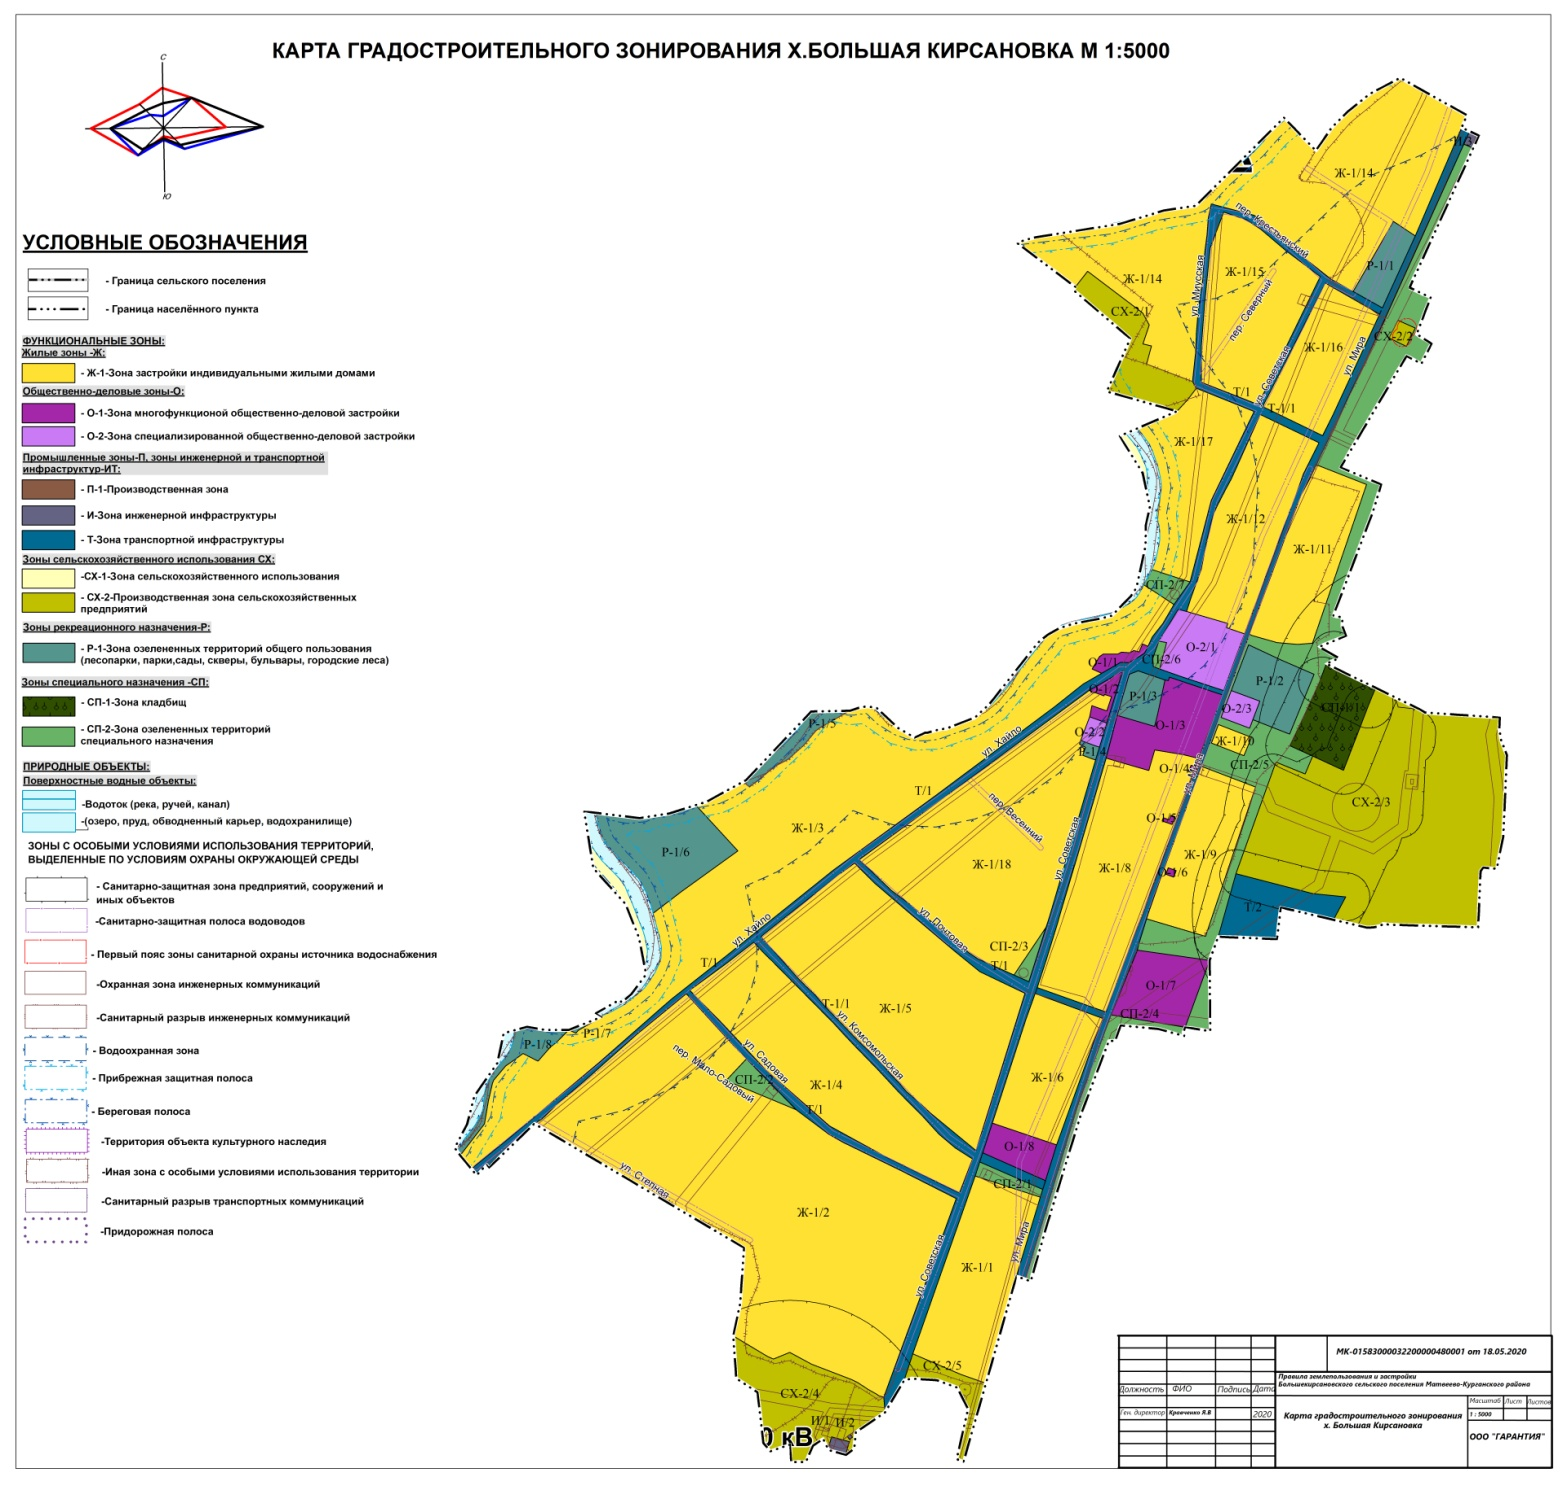 КАРТА ГРАДОСТРОИТЕЛЬНОГО ЗОНИРОВАНИЯ Х.БОЛЬШАЯ КИРСАНОВКА М 1:5000
С
Ю
УСЛОВНЫЕ ОБОЗНАЧЕНИЯ
- Граница сельского поселения
- Граница населённого пункта
ФУНКЦИОНАЛЬНЫЕ ЗОНЫ:
Жилые зоны -Ж:
- Ж-1-Зона застройки индивидуальными жилыми домами
Общественно-деловые зоны-О:
- О-1-Зона многофункционой общественно-деловой застройки
- О-2-Зона специализированной общественно-деловой застройки
Промышленные зоны-П, зоны инженерной и транспортной
инфраструктур-ИТ:
- П-1-Производственная зона
- И-Зона инженерной инфраструктуры
- Т-Зона транспортной инфраструктуры
Зоны сельскохозяйственного использования СХ:
-СХ-1-Зона сельскохозяйственного использования
- СХ-2-Производственная зона сельскохозяйственных
предприятий
Зоны рекреационного назначения-Р:
- Р-1-Зона озелененных территорий общего пользования
(лесопарки, парки,сады, скверы, бульвары, городские леса)
Зоны специального назначения -СП:
- СП-1-Зона кладбищ
- СП-2-Зона озелененных территорий
специального назначения
ПРИРОДНЫЕ ОБЪЕКТЫ:
Поверхностные водные объекты:
-Водоток (река, ручей, канал)
-(озеро, пруд, обводненный карьер, водохранилище)
ЗОНЫ С ОСОБЫМИ УСЛОВИЯМИ ИСПОЛЬЗОВАНИЯ ТЕРРИТОРИЙ,
ВЫДЕЛЕННЫЕ ПО УСЛОВИЯМ ОХРАНЫ ОКРУЖАЮЩЕЙ СРЕДЫ
- Санитарно-защитная зона предприятий, сооружений и
иных объектов
-Санитарно-защитная полоса водоводов
- Первый пояс зоны санитарной охраны источника водоснабжения
-Охранная зона инженерных коммуникаций
-Санитарный разрыв инженерных коммуникаций
- Водоохранная зона
- Прибрежная защитная полоса
- Береговая полоса
-Территория объекта культурного наследия
-Иная зона с особыми условиями использования территории
-Санитарный разрыв транспортных коммуникаций
-Придорожная полоса
И/3
Ж-1/14
пер. Крестьянский
Р-1/1
Ж-1/14
Ж-1/15
ул. Миусская
пер. Северный
СХ-2/1
СХ-2/2
Ж-1/16
ул. Мира
ул. Советская
Т/1
Т-1/1
Ж-1/17
Ж-1/12
Ж-1/11
СП-2/7
О-2/1
О-1/1
СП-2/6
Р-1/2
О-1/2
Р-1/3
О-2/3
СП-1/1
Р-1/5
О-1/3
О-2/2
ул. Хайло
Ж-1/10
Р-1/4
О-1/4
СП-2/5
ул. Мира
Т/1
СХ-2/3
пер. Весенний
О-1/5
Ж-1/3
ул. Советская
Р-1/6
Ж-1/18
Ж-1/8
Ж-1/9
О-1/6
Т/2
ул. Хайло
ул. Почтовая
СП-2/3
Т/1
Т/1
О-1/7
Т-1/1
Ж-1/5
СП-2/4
ул. Комсомольская
Р-1/7
Р-1/8
ул. Садовая
пер. Мало-Садовый
СП-2/2
Ж-1/4
Ж-1/6
Т/1
О-1/8
ул. Степная
СП-2/1
Ж-1/2
ул. Мира
ул. Советская
Ж-1/1
СХ-2/5
СХ-2/4
И/1
И/2
0 кВ
МК-01583000032200000480001 от 18.05.2020
Правила землепользования и застройки
Большекирсановского сельского поселения Матвеево-Курганского района
Должность ФИО Подпись Дата
Ген. директор Кравченко Я.В 2020
Карта градостроительного зонирования
х. Большая Кирсановка
Масштаб Лист Листов
1 : 5000
ООО "ГАРАНТИЯ"